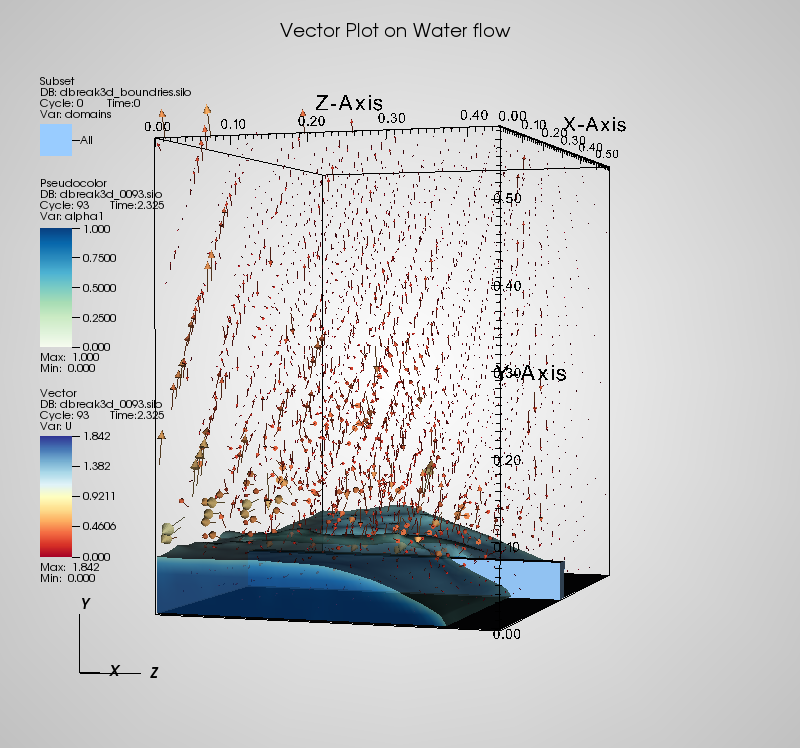 Vector Plot on Water flow
Subset
DB: dbreak3d_boundries.silo
Cycle: 0 Time:0
Var: domains
All
Pseudocolor
DB: dbreak3d_0093.silo
Cycle: 93 Time:2.325
Var: alpha1
1.000
0.7500
0.5000
0.2500
0.000
Max: 1.000
Min: 0.000
Vector
DB: dbreak3d_0093.silo
Cycle: 93 Time:2.325
Var: U
1.842
1.382
0.9211
0.4606
0.000
Max: 1.842
Min: 0.000
Z-Axis
0.00 0.10 0.20 0.30 0.40
X-Axis
0.00 0.10 0.20 0.30 0.40 0.50
0.50
0.40
0.30
Y-Axis
0.20
0.10
0.00
Y
X Z